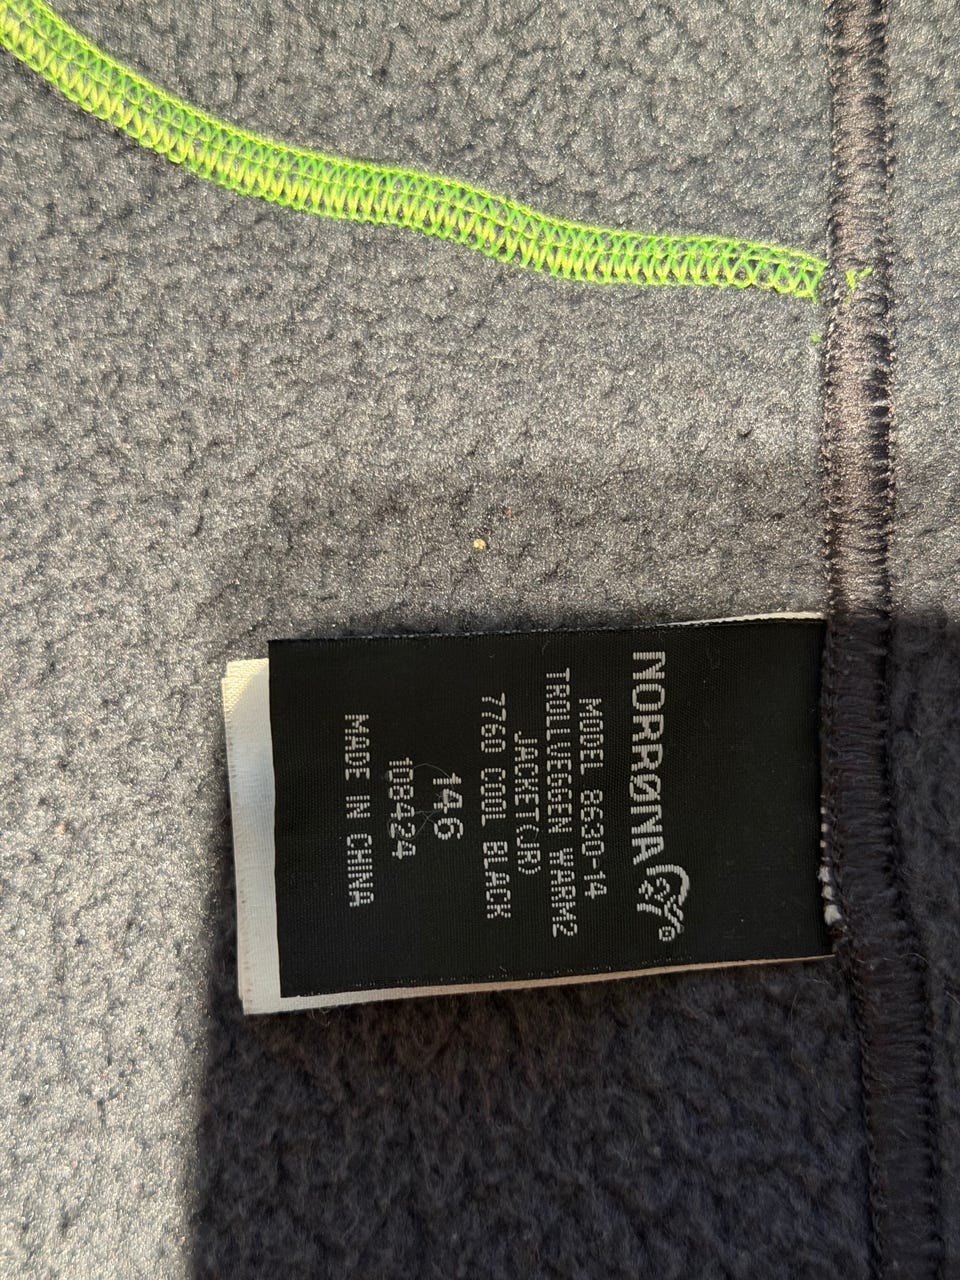 NORRØNA
MODEL 8630-14
TROLLVEGGEN WARM2
JACKET(JR)
7760 COOL BLACK
146
108424
MADE IN CHINA